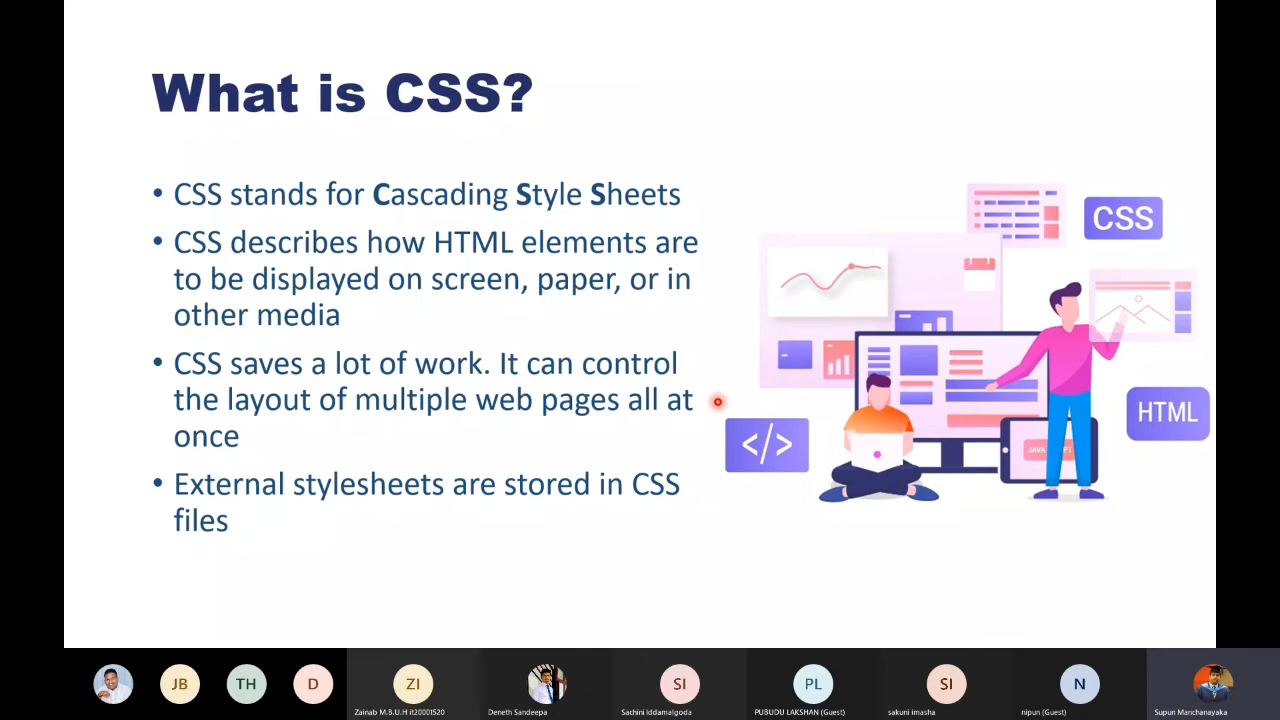 What is CSS?
• CSS stands for Cascading Style Sheets
• CSS describes how HTML elements are
to be displayed on screen, paper, or in
other media
• CSS saves a lot of work. It can control
the layout of multiple web pages all at
once
• External stylesheets are stored in CSS
files
CSS
HTML
</>
JB
TH
D
ZI
SI
PL
SI
N
Zainab M.B.U.H it20001520
Deneth Sandeepa
Sachini Iddamalgoda
PUBUDU LAKSHAN (Guest)
sakuni imasha
nipun (Guest)
Supun Manchanayaka